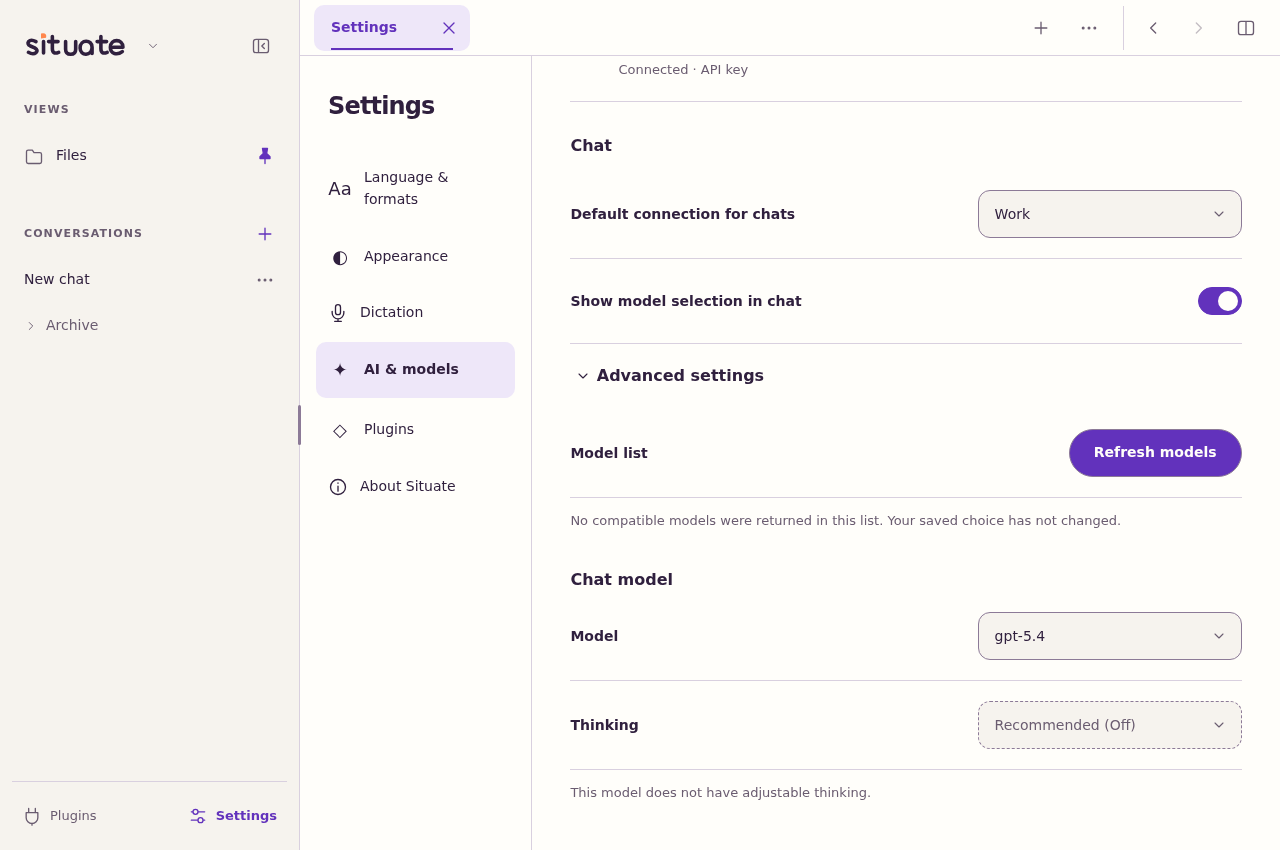 situate
VIEWS
Files
CONVERSATIONS
New chat
Archive
Plugins
Settings
Settings
Settings
Aa
Language &
formats
Appearance
Dictation
AI & models
Plugins
About Situate
Connected · API key
Chat
Default connection for chats
Work
Show model selection in chat
Advanced settings
Model list
Refresh models
No compatible models were returned in this list. Your saved choice has not changed.
Chat model
Model
gpt-5.4
Thinking
Recommended (Off)
This model does not have adjustable thinking.